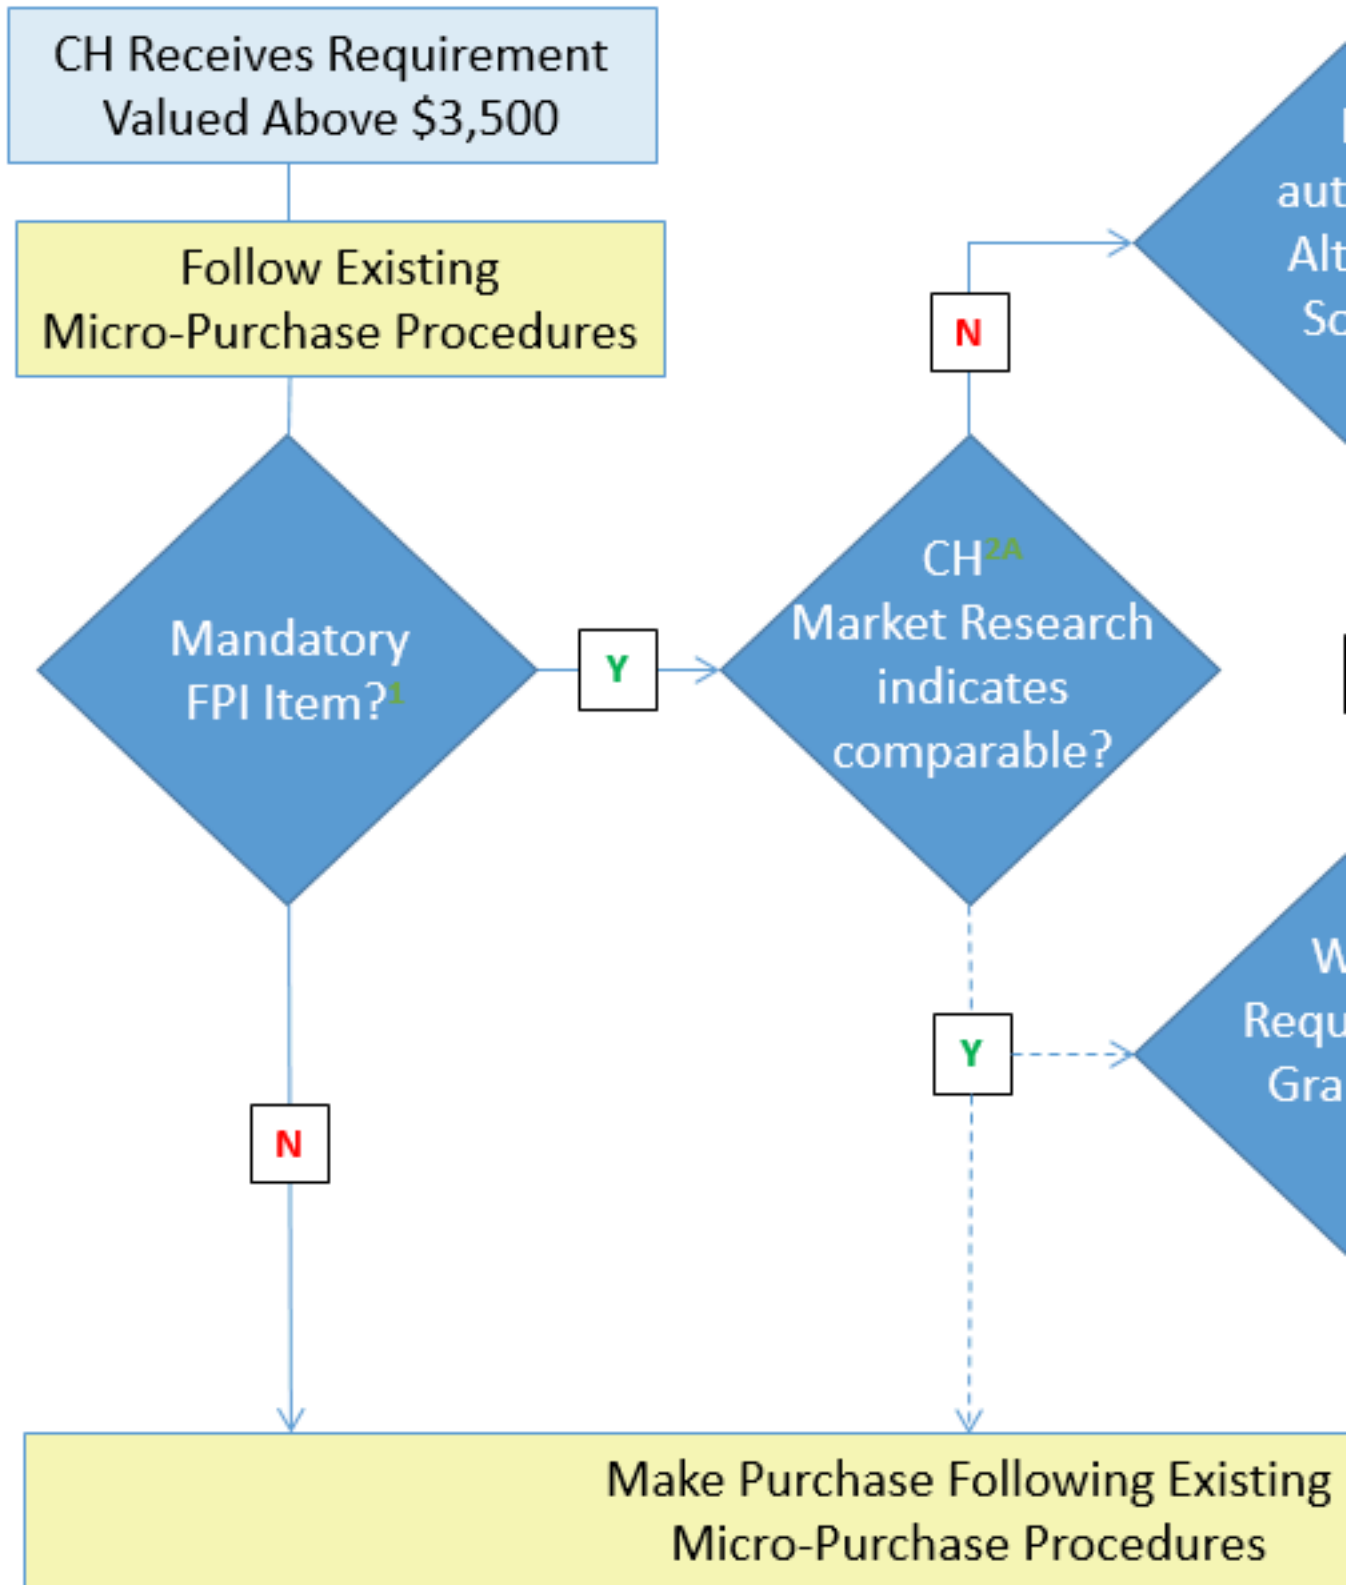 CH Receives Requirement
Valued Above $3,500
Follow Existing
Micro-Purchase Procedures
N
CH2A
Market Research
indicates
comparable?
Mandatory
FPI Item?1
Y
Y
N
Make Purchase Following Existing
Micro-Purchase Procedures